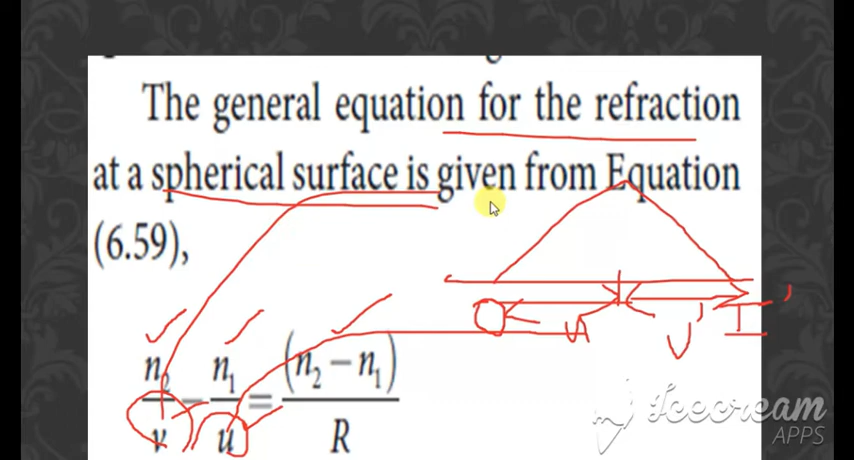 The general equation for the refraction
at a spherical surface is given from Equation
(6.59),
n₂/v − n₁/u = (n₂ − n₁)/R
O u v' I'
Icecream
APPS